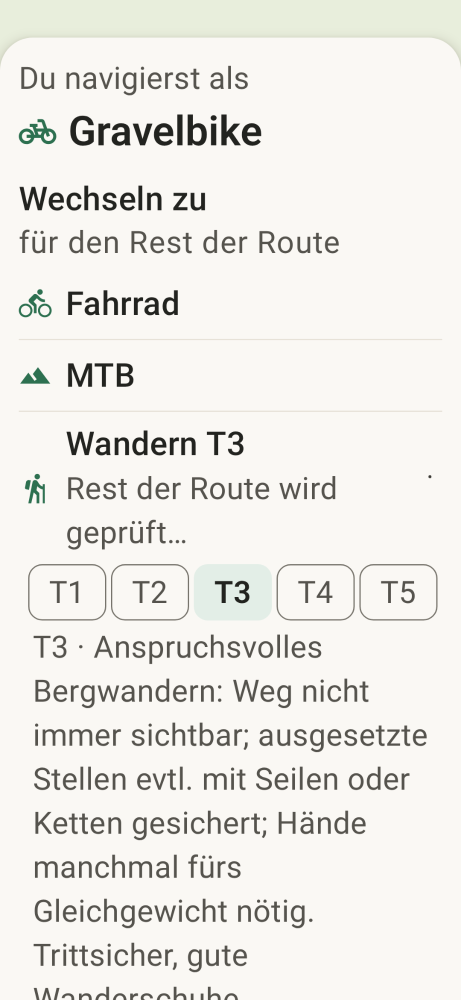 Du navigierst als
Gravelbike
Wechseln zu
für den Rest der Route
Fahrrad
MTB
Wandern T3
Rest der Route wird
geprüft…
T1 T2 T3 T4 T5
T3 · Anspruchsvolles
Bergwandern: Weg nicht
immer sichtbar; ausgesetzte
Stellen evtl. mit Seilen oder
Ketten gesichert; Hände
manchmal fürs
Gleichgewicht nötig.
Trittsicher, gute
Wanderschuhe